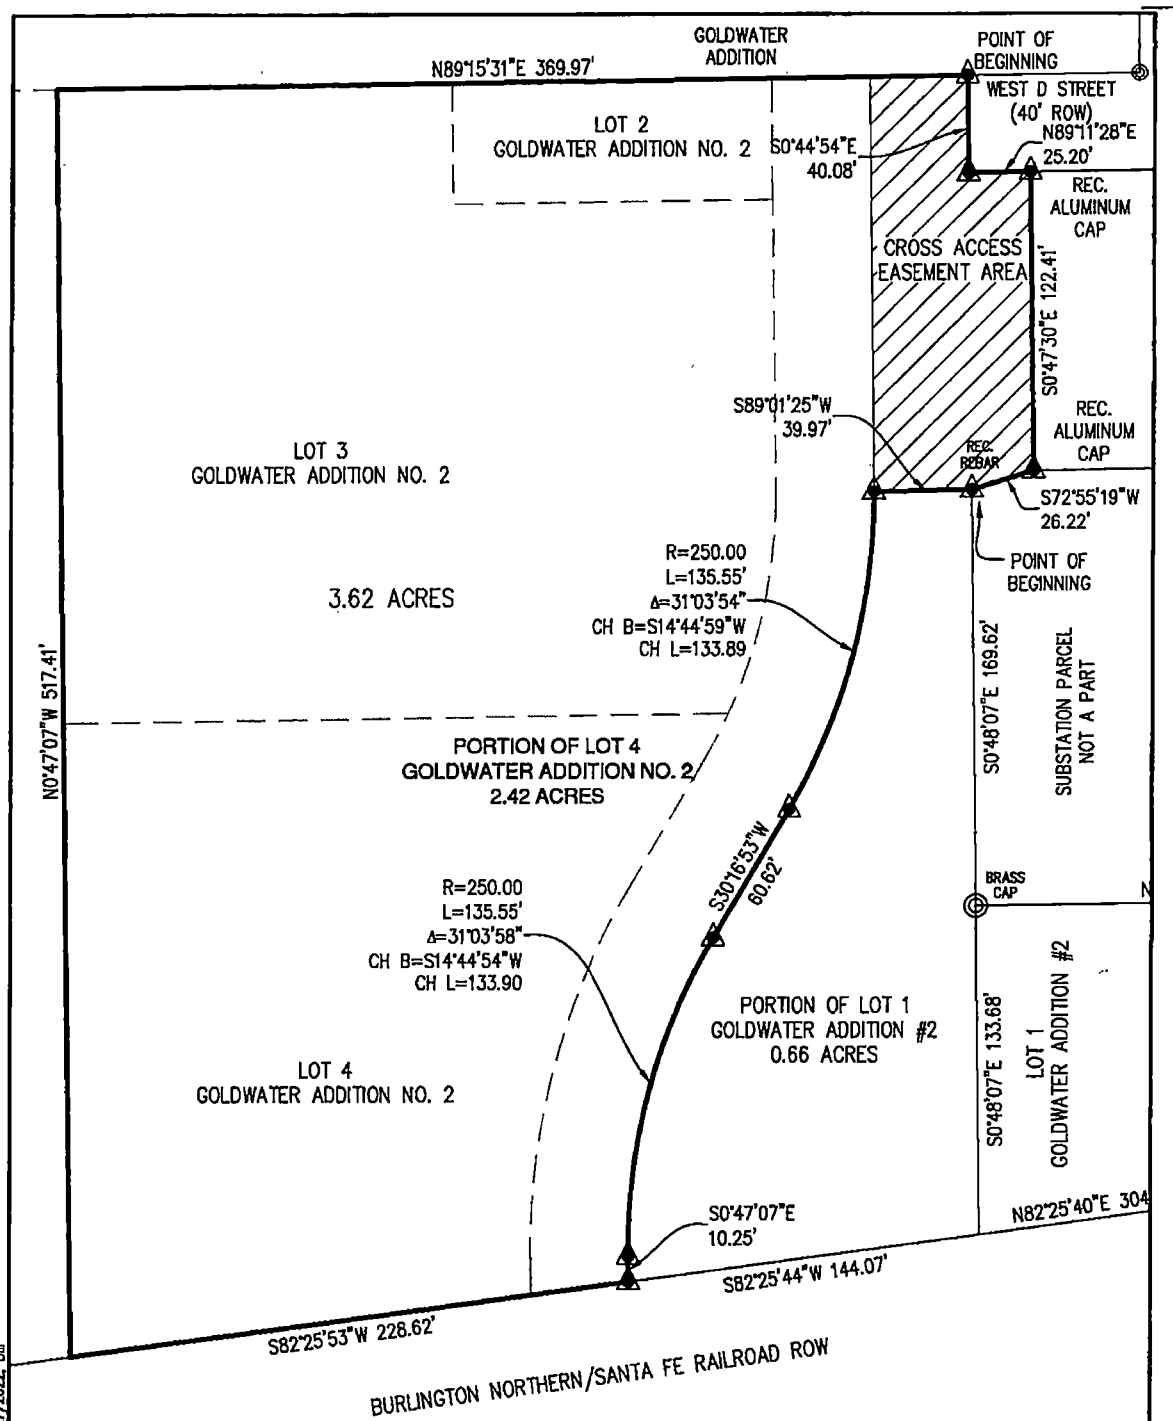 GOLDWATER
ADDITION
POINT OF
BEGINNING
N89°15'31"E 369.97'
WEST D STREET
(40' ROW)
N89°11'28"E
25.20'
LOT 2
GOLDWATER ADDITION NO. 2
S0°44'54"E
40.08'
REC.
ALUMINUM
CAP
CROSS ACCESS
EASEMENT AREA
S0°47'30"E 122.41'
S89°01'25"W
39.97'
REC.
ALUMINUM
CAP
REC.
REBAR
LOT 3
GOLDWATER ADDITION NO. 2
S72°55'19"W
26.22'
POINT OF
BEGINNING
R=250.00
L=135.55'
Δ=31°03'54"
CH B=S14°44'59"W
CH L=133.89
3.62 ACRES
N0°47'07"W 517.41'
S0°48'07"E 169.62'
SUBSTATION PARCEL
NOT A PART
PORTION OF LOT 4
GOLDWATER ADDITION NO. 2
2.42 ACRES
S30°16'53"W
60.62'
BRASS
CAP
N
R=250.00
L=135.55'
Δ=31°03'58"
CH B=S14°44'54"W
CH L=133.90
PORTION OF LOT 1
GOLDWATER ADDITION #2
0.66 ACRES
S0°48'07"E 133.68'
LOT 1
GOLDWATER ADDITION #2
LOT 4
GOLDWATER ADDITION NO. 2
S0°47'07"E
10.25'
N82°25'40"E 304
S82°25'44"W 144.07'
S82°25'53"W 228.62'
BURLINGTON NORTHERN/SANTA FE RAILROAD ROW